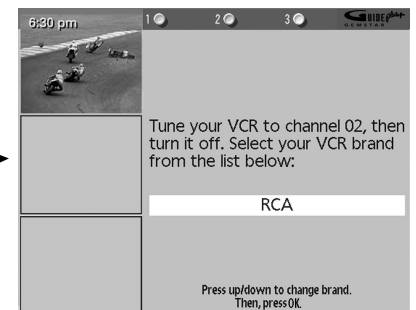 6:30 pm 1 2 3 GUIDE Plus+
GEMSTAR
Tune your VCR to channel 02, then
turn it off. Select your VCR brand
from the list below:
RCA
Press up/down to change brand.
Then, press OK.